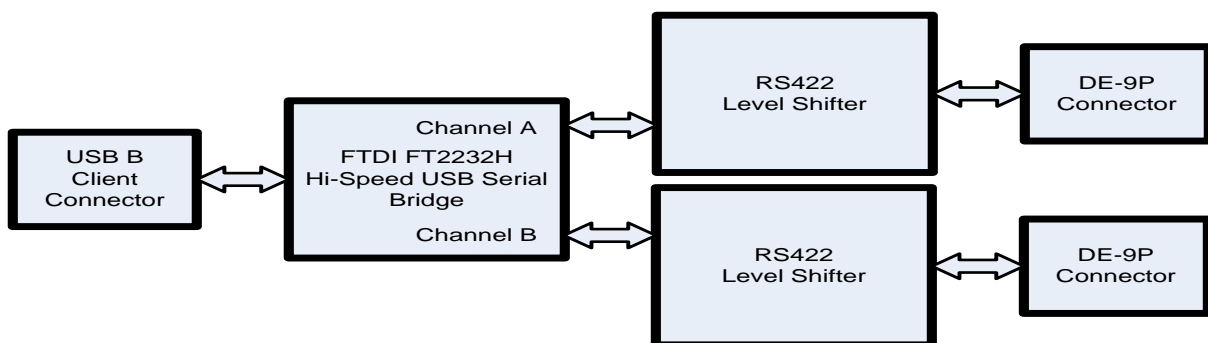 USB B
Client
Connector
Channel A
FTDI FT2232H
Hi-Speed USB Serial
Bridge
Channel B
RS422
Level Shifter
DE-9P
Connector
RS422
Level Shifter
DE-9P
Connector